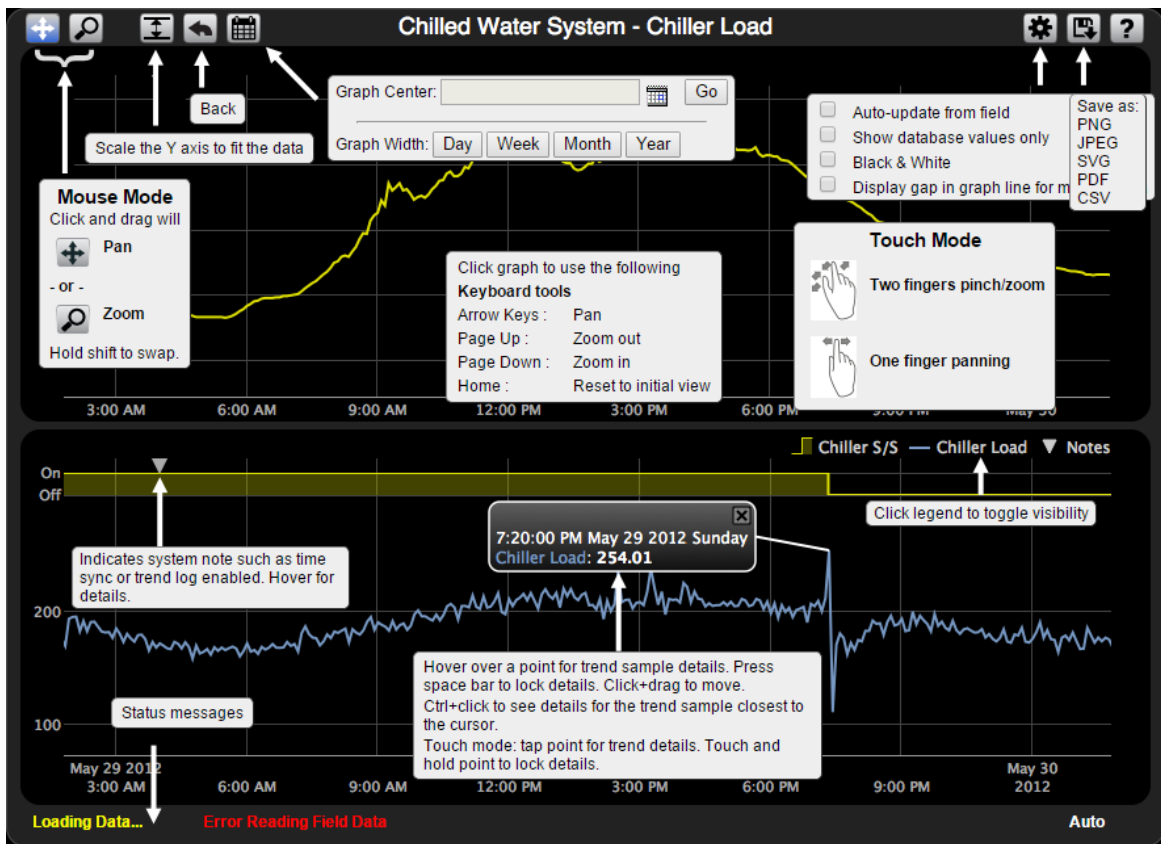 Chilled Water System - Chiller Load
?
Back
Scale the Y axis to fit the data
Graph Center:
Go
Graph Width:
Day
Week
Month
Year
Auto-update from field
Show database values only
Black & White
Display gap in graph line for m
Save as:
PNG
JPEG
SVG
PDF
CSV
Mouse Mode
Click and drag will
Pan
- or -
Zoom
Hold shift to swap.
Click graph to use the following
Keyboard tools
Arrow Keys : Pan
Page Up : Zoom out
Page Down : Zoom in
Home : Reset to initial view
Touch Mode
Two fingers pinch/zoom
One finger panning
3:00 AM 6:00 AM 9:00 AM 12:00 PM 3:00 PM 6:00 PM 9:00 PM May 30
Chiller S/S Chiller Load Notes
On
Off
Click legend to toggle visibility
7:20:00 PM May 29 2012 Sunday
Chiller Load: 254.01
Indicates system note such as time
sync or trend log enabled. Hover for
details.
200
Hover over a point for trend sample details. Press
space bar to lock details. Click+drag to move.
Ctrl+click to see details for the trend sample closest to
the cursor.
Touch mode: tap point for trend details. Touch and
hold point to lock details.
Status messages
100
May 29 2012
3:00 AM 6:00 AM 9:00 AM 12:00 PM 3:00 PM 6:00 PM 9:00 PM
May 30
2012
Loading Data... Error Reading Field Data Auto